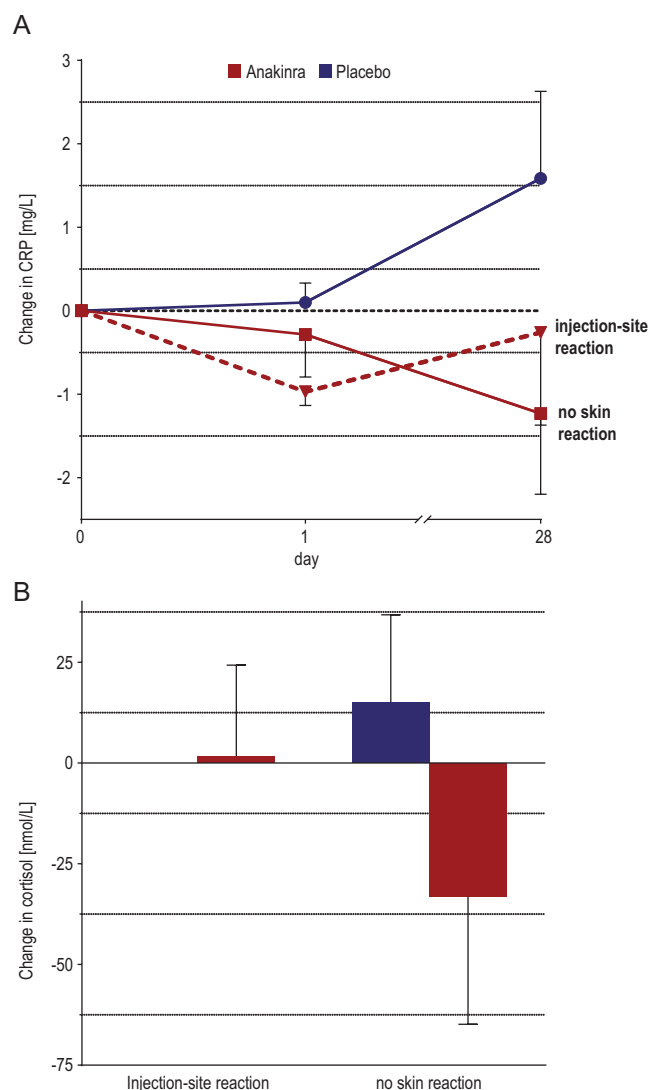 A
Anakinra Placebo
Change in CRP [mg/L]
3
2
1
0
-1
-2
injection-site
reaction
no skin
reaction
0 1 28
day
B
Change in cortisol [nmol/L]
25
0
-25
-50
-75
Injection-site reaction no skin reaction